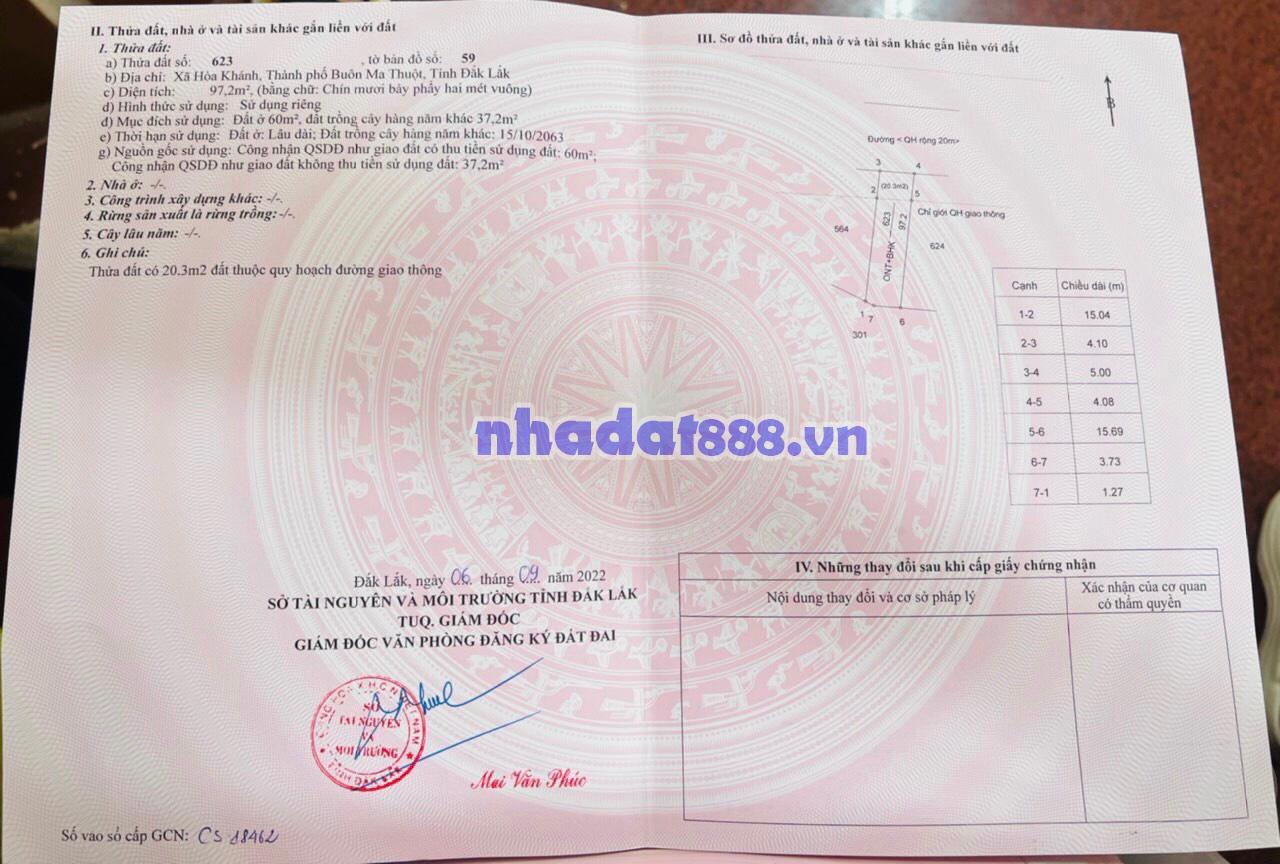 II. Thửa đất, nhà ở và tài sản khác gắn liền với đất
1. Thửa đất:
a) Thửa đất số: 623 , tờ bản đồ số: 59
b) Địa chỉ: Xã Hòa Khánh, Thành phố Buôn Ma Thuột, Tỉnh Đắk Lắk
c) Diện tích: 97,2m², (bằng chữ: Chín mươi bảy phẩy hai mét vuông)
d) Hình thức sử dụng: Sử dụng riêng
đ) Mục đích sử dụng: Đất ở 60m², đất trồng cây hàng năm khác 37,2m²
e) Thời hạn sử dụng: Đất ở: Lâu dài; Đất trồng cây hàng năm khác; 15/10/2063
g) Nguồn gốc sử dụng: Công nhận QSDĐ như giao đất có thu tiền sử dụng đất: 60m²;
Công nhận QSDĐ như giao đất không thu tiền sử dụng đất: 37,2m²
2. Nhà ở: -/-.
3. Công trình xây dựng khác: -/-.
4. Rừng sản xuất là rừng trồng:-/-.
5. Cây lâu năm: -/-.
6. Ghi chú:
Thửa đất có 20.3m2 đất thuộc quy hoạch đường giao thông
Đắk Lắk, ngày 06 tháng 09 năm 2022
SỞ TÀI NGUYÊN VÀ MÔI TRƯỜNG TỈNH ĐẮK LẮK
TUQ. GIÁM ĐỐC
GIÁM ĐỐC VĂN PHÒNG ĐĂNG KÝ ĐẤT ĐAI
SỞ
TÀI NGUYÊN
VÀ
MÔI TRƯỜNG
TỈNH ĐẮK LẮK
Mai Văn Phúc
Số vào sổ cấp GCN: CS 18462
nhadat888.vn
III. Sơ đồ thửa đất, nhà ở và tài sản khác gắn liền với đất
B
Đường < QH rộng 20m>
3 4
2 (20.3m2) 5
Chỉ giới QH giao thông
564
624
ONT+BHK 623
97.2
1 7 6
301
Cạnh Chiều dài (m)
1-2 15.04
2-3 4.10
3-4 5.00
4-5 4.08
5-6 15.69
6-7 3.73
7-1 1.27
IV. Những thay đổi sau khi cấp giấy chứng nhận
Nội dung thay đổi và cơ sở pháp lý
Xác nhận của cơ quan
có thẩm quyền